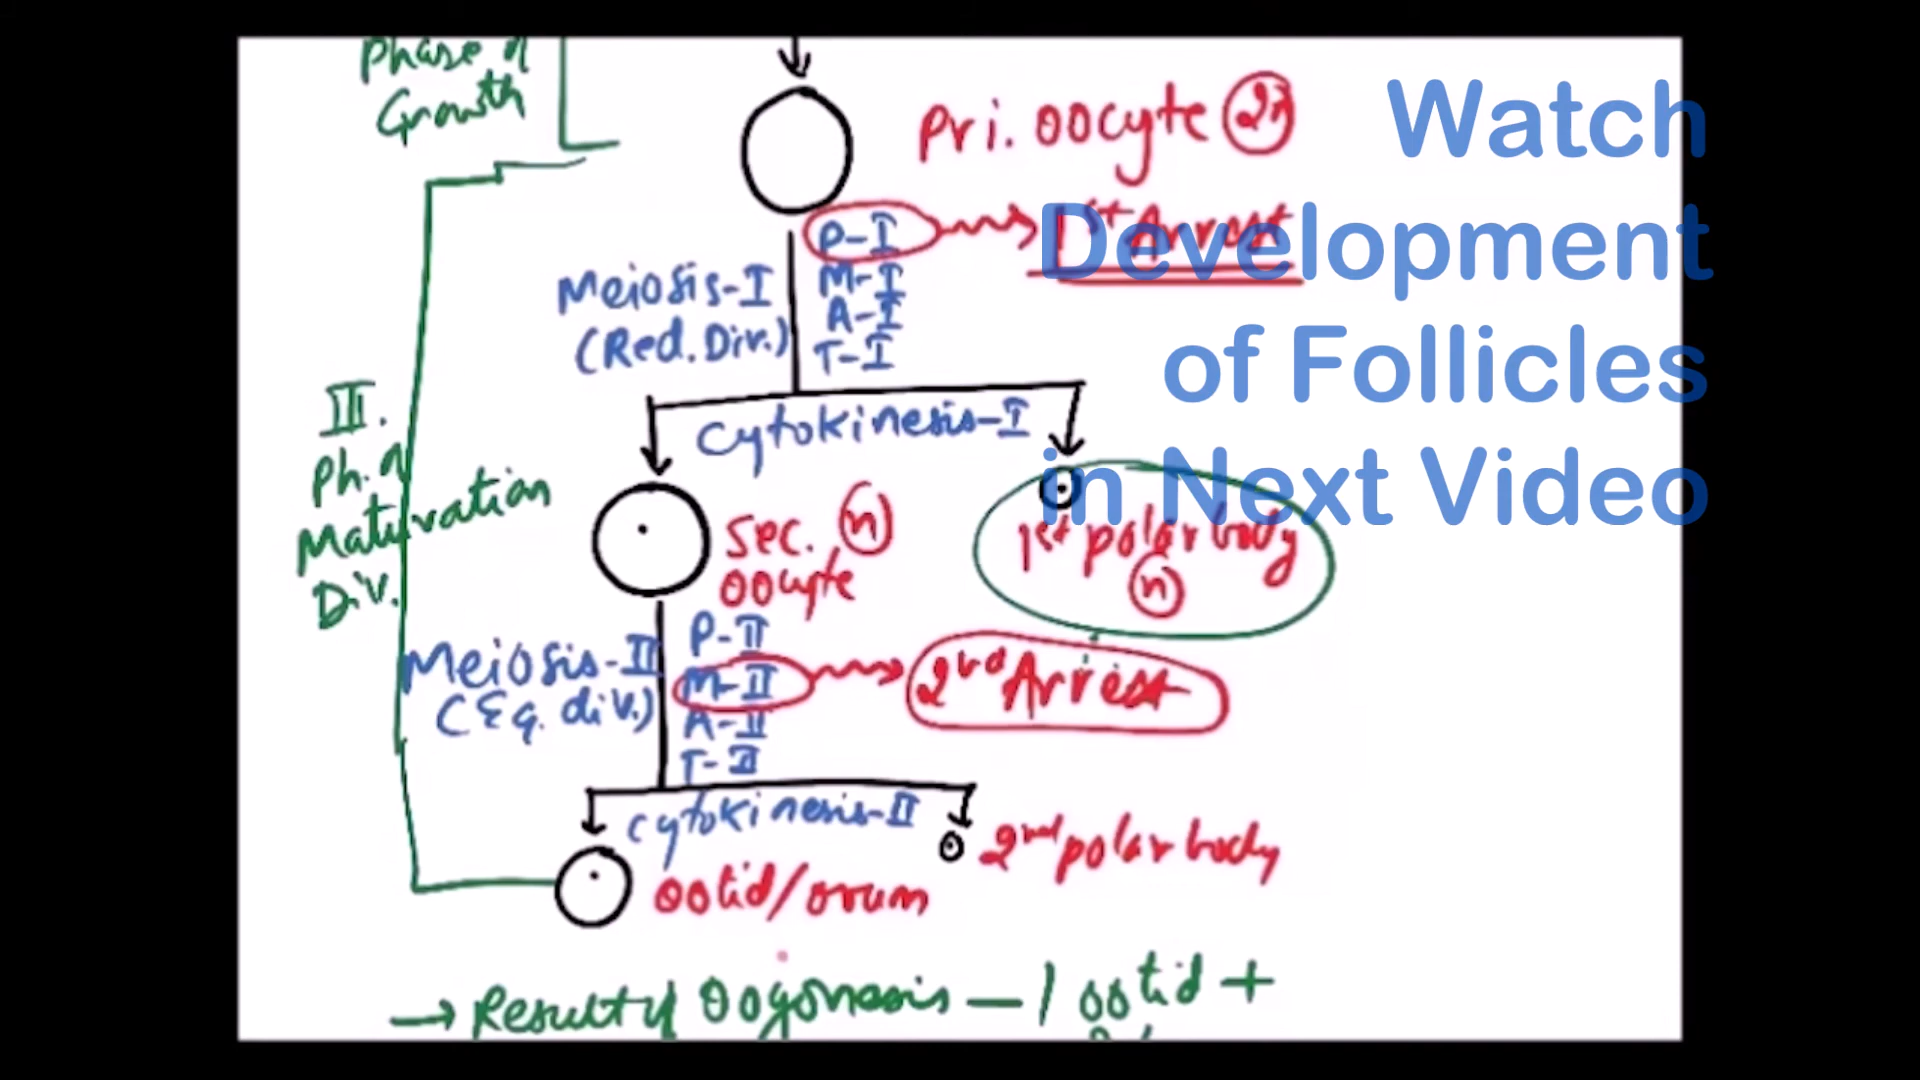 Phase of
Growth
Pri. oocyte 2n
P-I
1st Arrest
M-I
A-I
T-I
Meiosis-I
(Red. Div.)
Cytokinesis-I
III.
Ph. of
Maturation
Div.
Sec. n
oocyte
1st polar body
n
P-II
M-II
2nd Arrest
A-II
T-II
Meiosis-II
(Eq. div.)
Cytokinesis-II
2nd polar body
ootid/ovum
→ Result of oogenesis — 1 ootid +
Watch
Development
of Follicles
in Next Video